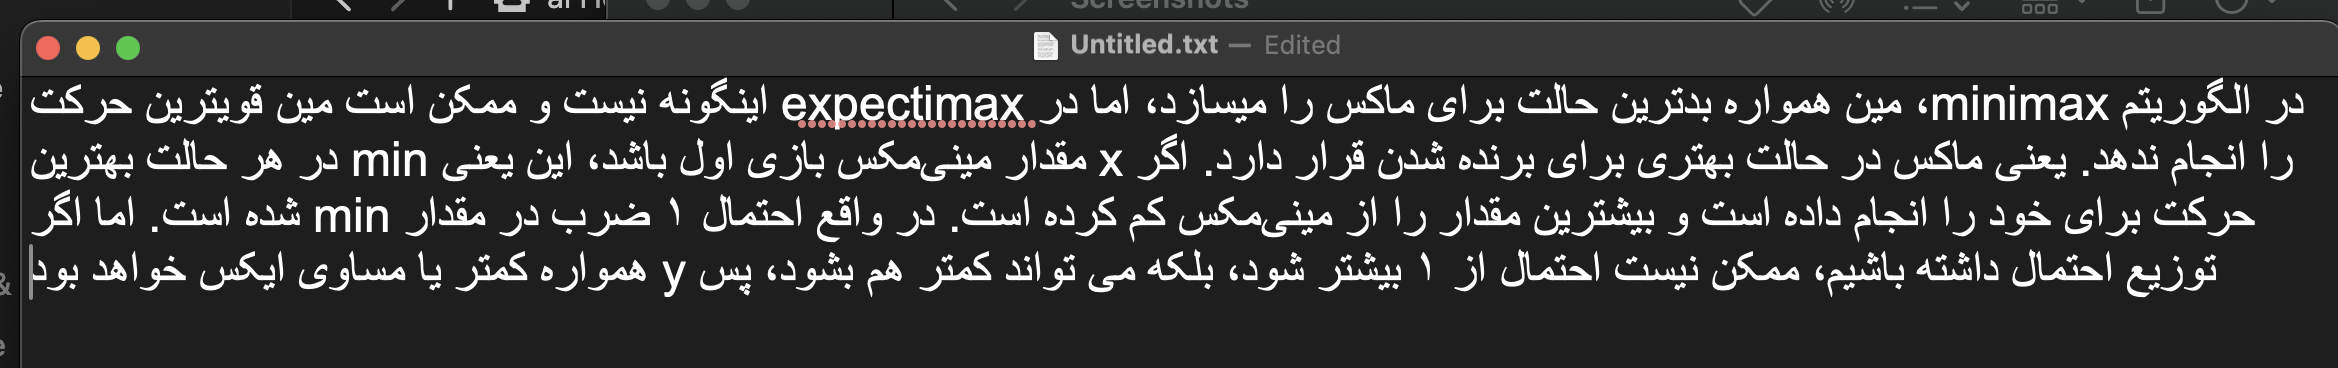 Screenshots
Untitled.txt — Edited
در الگوریتم minimax، مین همواره بدترین حالت برای ماکس را میسازد، اما در expectimax اینگونه نیست و ممکن است مین قویترین حرکت
را انجام ندهد. یعنی ماکس در حالت بهتری برای برنده شدن قرار دارد. اگر x مقدار مینی‌مکس بازی اول باشد، این یعنی min در هر حالت بهترین
حرکت برای خود را انجام داده است و بیشترین مقدار را از مینی‌مکس کم کرده است. در واقع احتمال ۱ ضرب در مقدار min شده است. اما اگر
توزیع احتمال داشته باشیم، ممکن نیست احتمال از ۱ بیشتر شود، بلکه می تواند کمتر هم بشود، پس y همواره کمتر یا مساوی ایکس خواهد بود
&